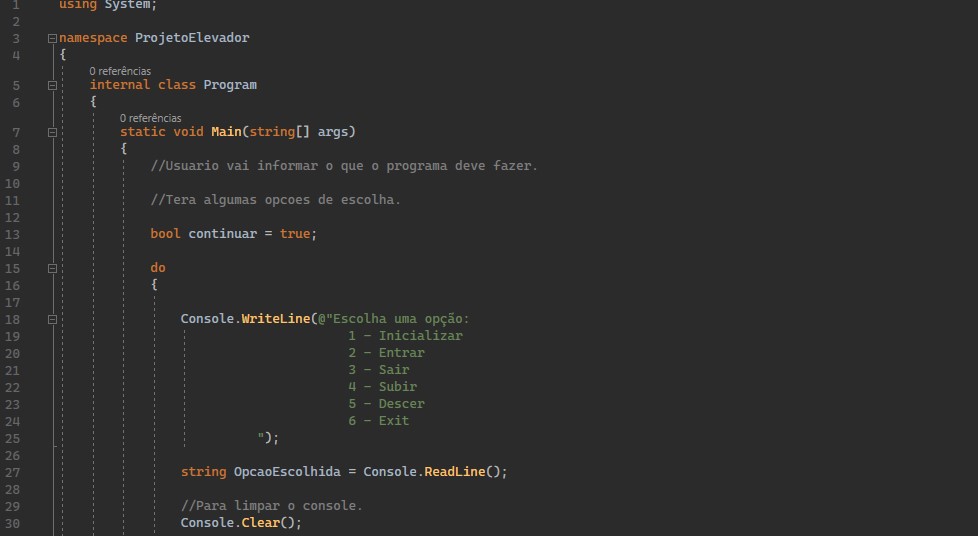 1 using System;
2
3 namespace ProjetoElevador
4 {
0 referências
5 internal class Program
6 {
0 referências
7 static void Main(string[] args)
8 {
9 //Usuario vai informar o que o programa deve fazer.
10
11 //Tera algumas opcoes de escolha.
12
13 bool continuar = true;
14
15 do
16 {
17
18 Console.WriteLine(@"Escolha uma opção:
19 1 - Inicializar
20 2 - Entrar
21 3 - Sair
22 4 - Subir
23 5 - Descer
24 6 - Exit
25 ");
26
27 string OpcaoEscolhida = Console.ReadLine();
28
29 //Para limpar o console.
30 Console.Clear();